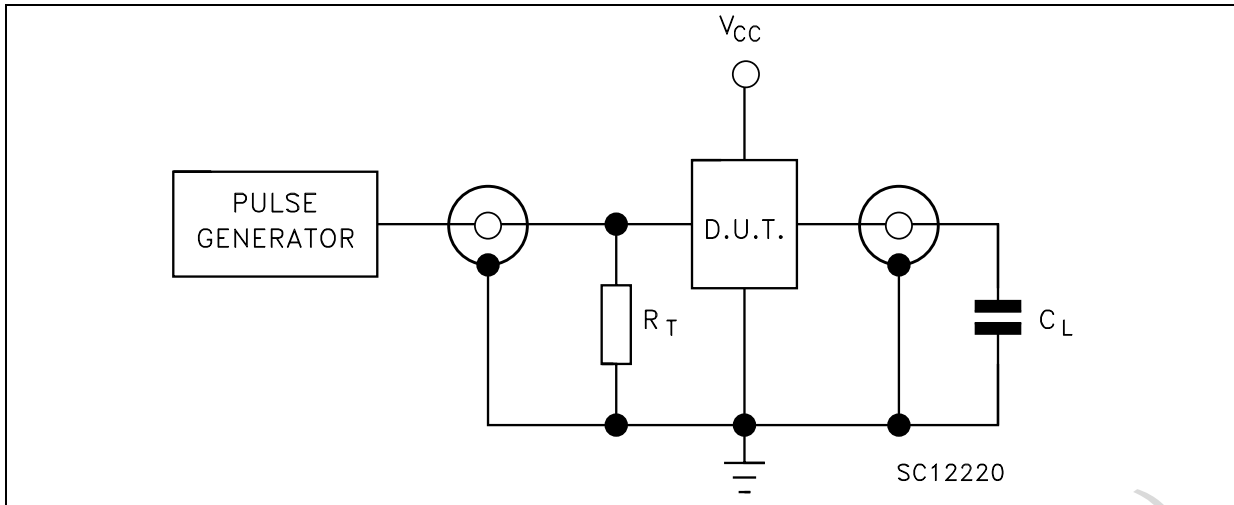 VCC
PULSE
GENERATOR
D.U.T.
RT
CL
SC12220